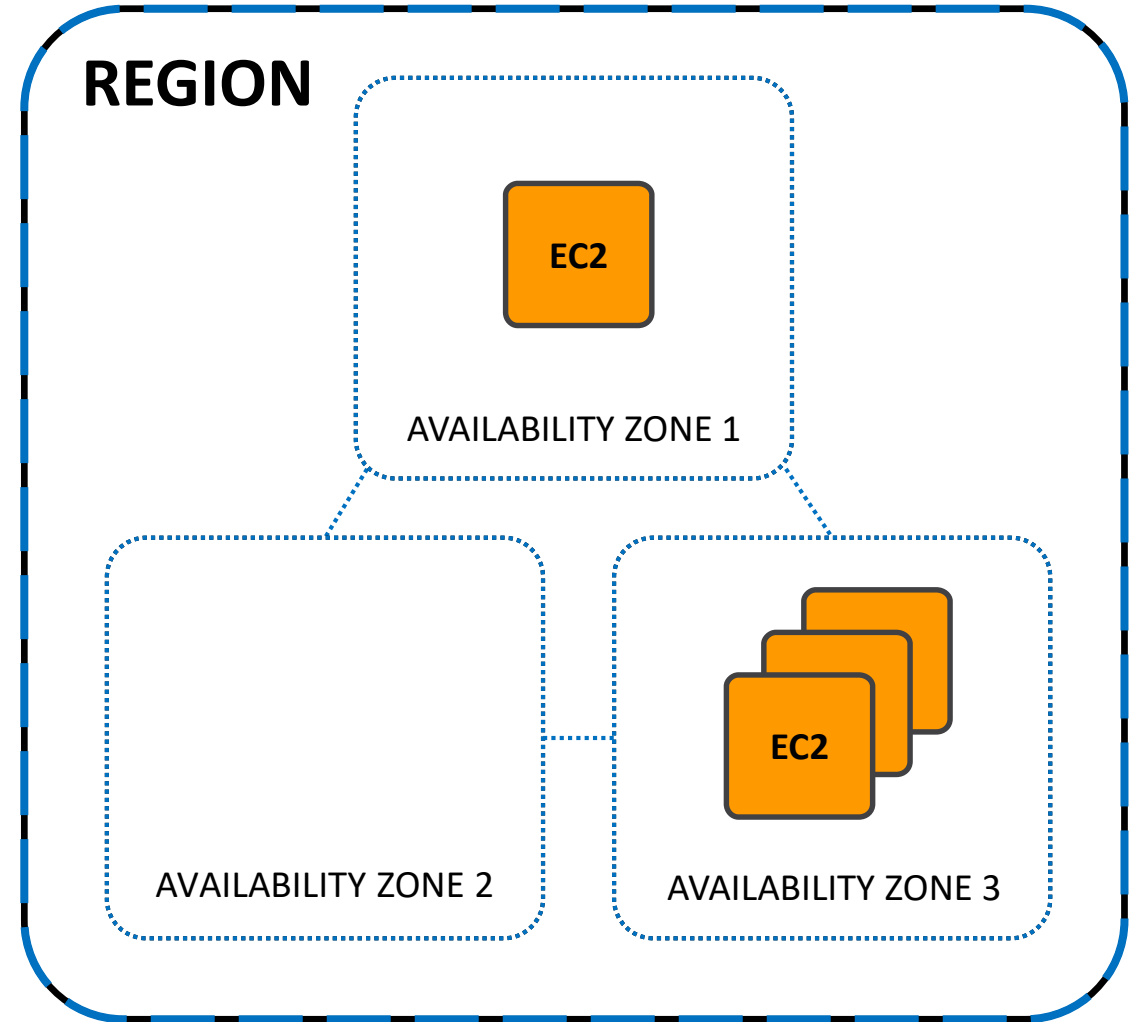 REGION
EC2
AVAILABILITY ZONE 1
EC2
AVAILABILITY ZONE 2
AVAILABILITY ZONE 3